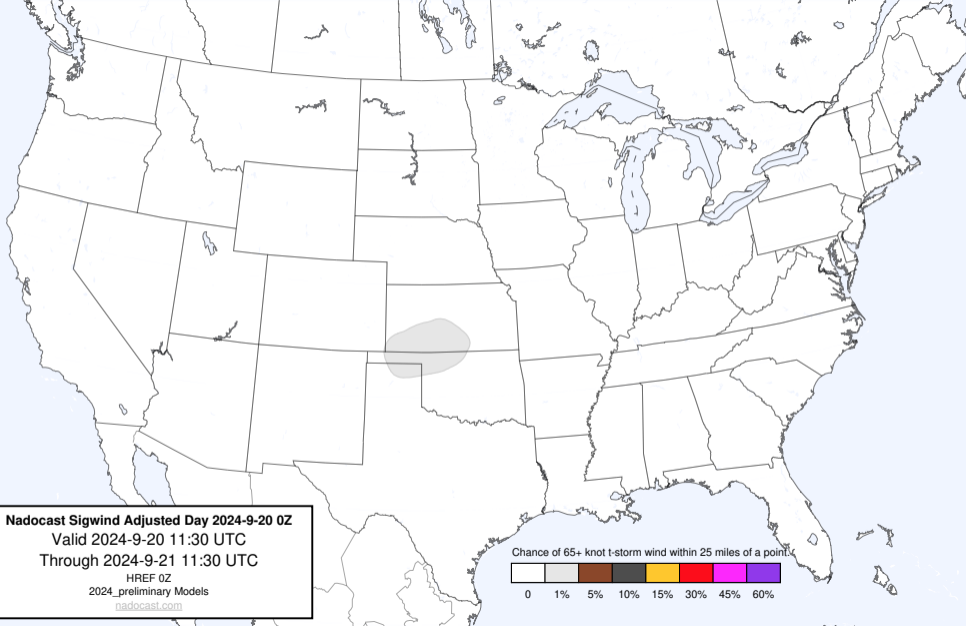 Nadocast Sigwind Adjusted Day 2024-9-20 0Z
Valid 2024-9-20 11:30 UTC
Through 2024-9-21 11:30 UTC
HREF 0Z
2024_preliminary Models
nadocast.com
Chance of 65+ knot t-storm wind within 25 miles of a point.
0 1% 5% 10% 15% 30% 45% 60%